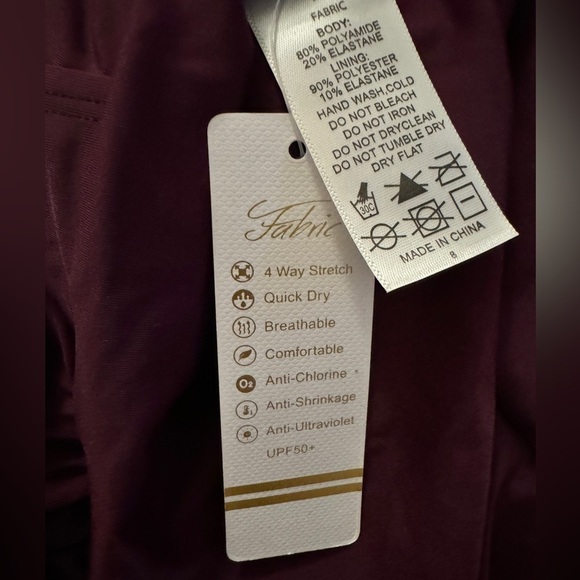 FABRIC
BODY:
80% POLYAMIDE
20% ELASTANE
LINING:
90% POLYESTER
10% ELASTANE
HAND WASH.COLD
DO NOT BLEACH
DO NOT IRON
DO NOT DRYCLEAN
DO NOT TUMBLE DRY
DRY FLAT
30C
MADE IN CHINA
8
Fabric
4 Way Stretch
Quick Dry
Breathable
Comfortable
O2 Anti-Chlorine
Anti-Shrinkage
Anti-Ultraviolet
UPF50+